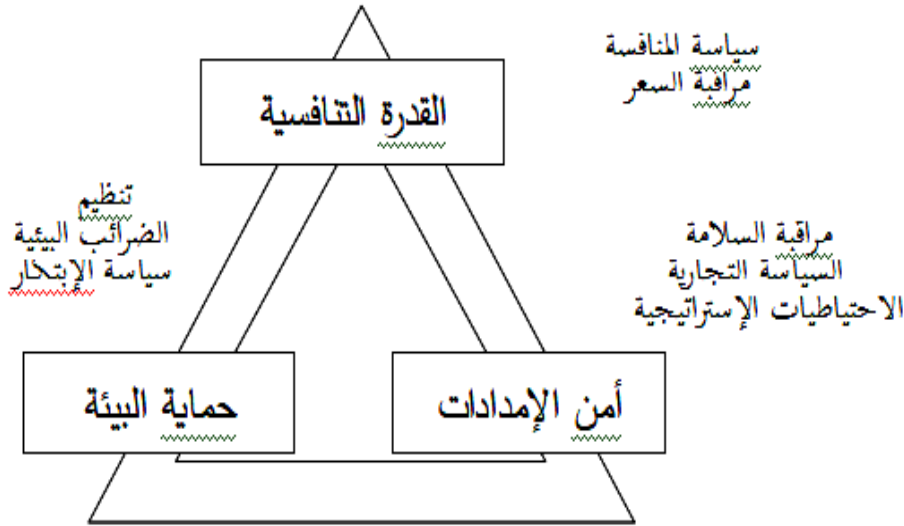 سياسة المنافسة
مراقبة السعر
القدرة التنافسية
تنظيم
الضرائب البيئية
سياسة الإبتكار
مراقبة السلامة
السياسة التجارية
الاحتياطيات الإستراتيجية
أمن الإمدادات
حماية البيئة